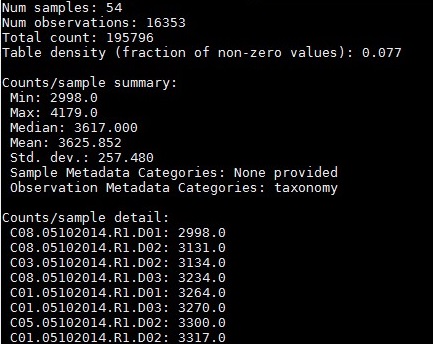 Num samples: 54
Num observations: 16353
Total count: 195796
Table density (fraction of non-zero values): 0.077
Counts/sample summary:
Min: 2998.0
Max: 4179.0
Median: 3617.000
Mean: 3625.852
Std. dev.: 257.480
Sample Metadata Categories: None provided
Observation Metadata Categories: taxonomy
Counts/sample detail:
C08.05102014.R1.D01: 2998.0
C08.05102014.R1.D02: 3131.0
C03.05102014.R1.D02: 3134.0
C08.05102014.R1.D03: 3234.0
C01.05102014.R1.D01: 3264.0
C01.05102014.R1.D03: 3270.0
C05.05102014.R1.D02: 3300.0
C01.05102014.R1.D02: 3317.0